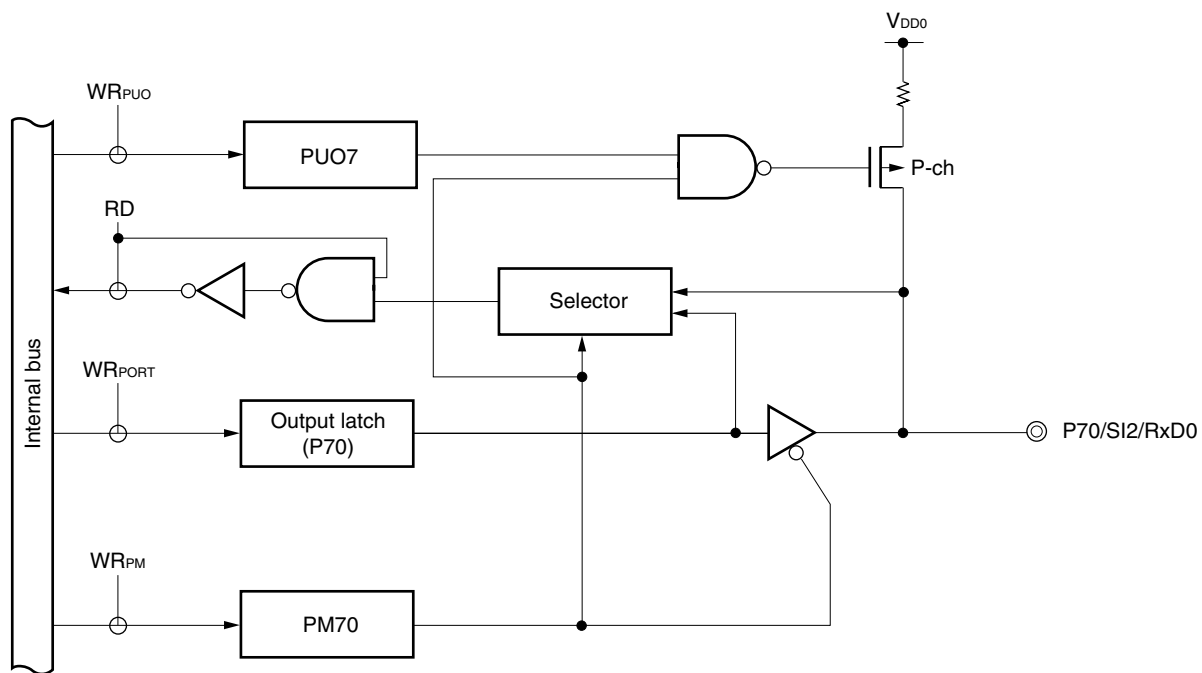 VDD0
WRPUO
PUO7
P-ch
RD
Selector
Internal bus
WRPORT
Output latch
(P70)
P70/SI2/RxD0
WRPM
PM70